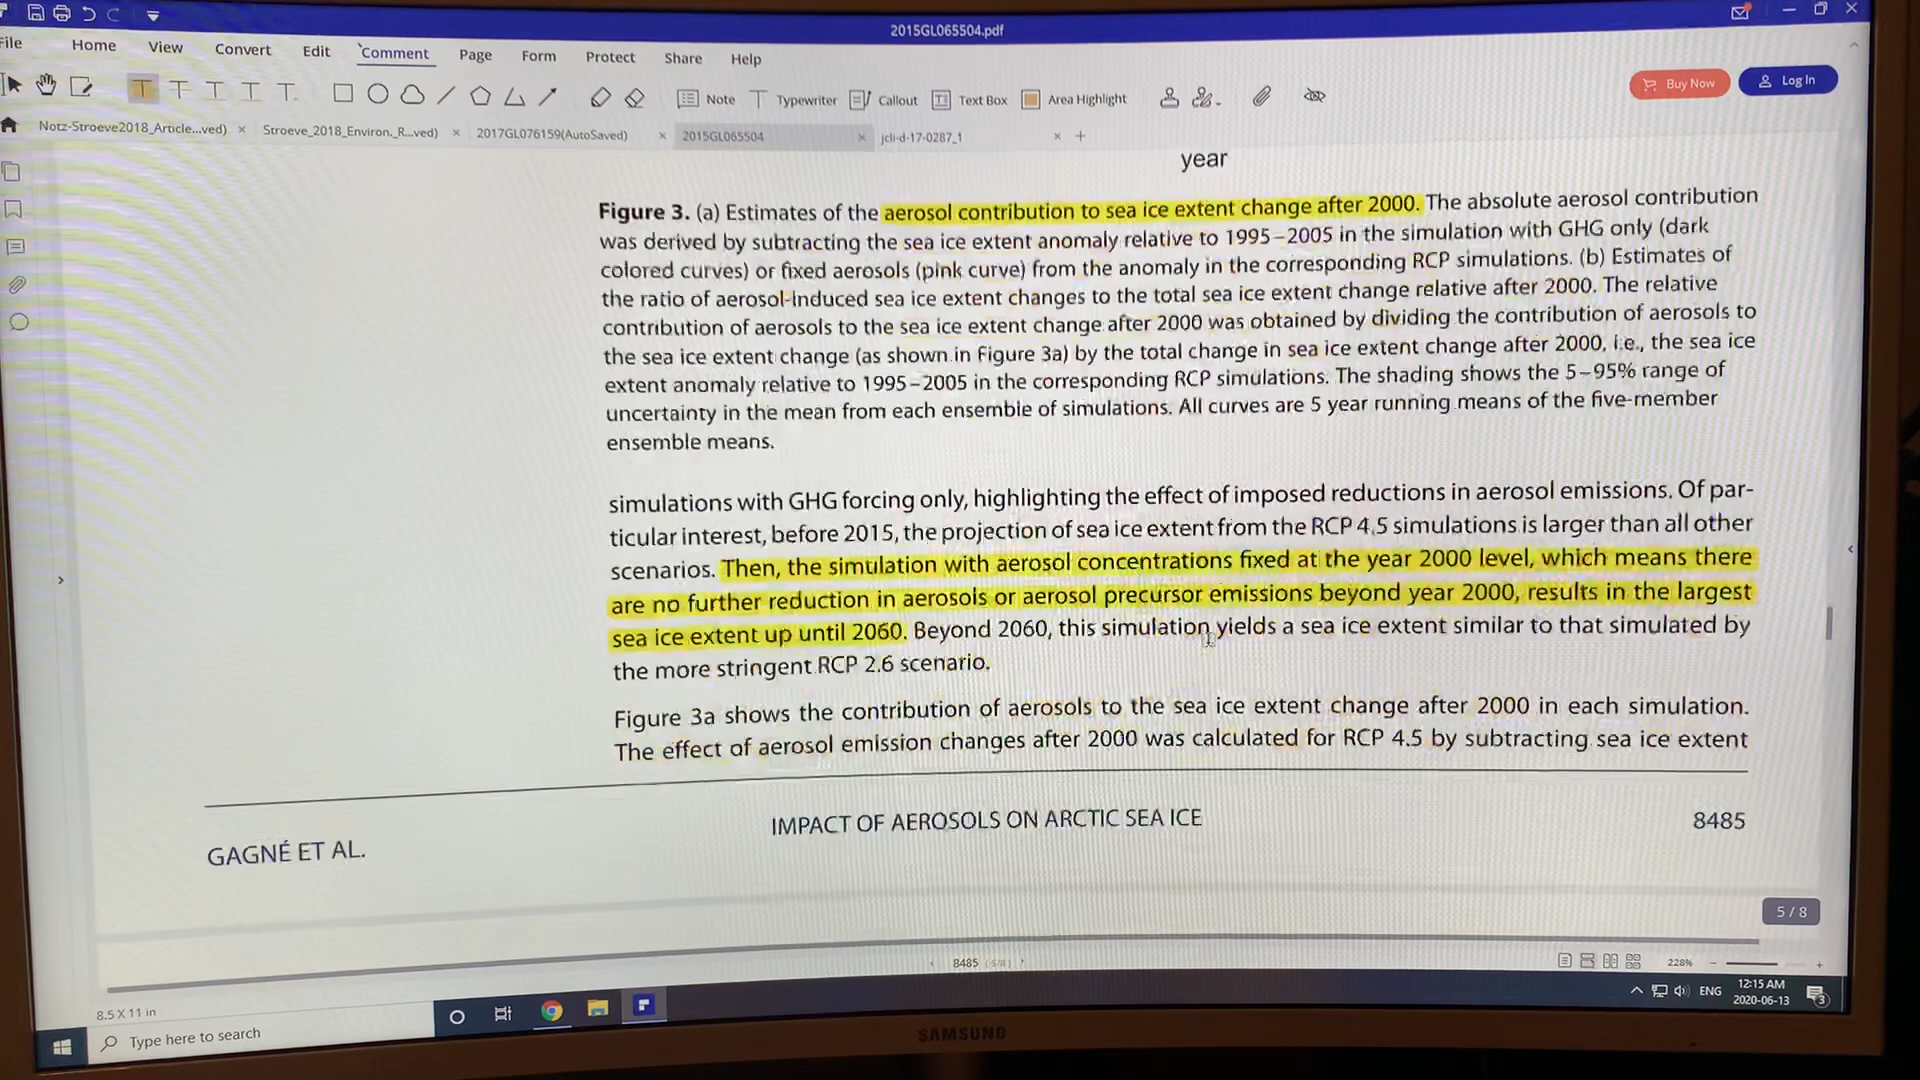 2015GL065504.pdf
File Home View Convert Edit Comment Page Form Protect Share Help
Buy Now Log In
Note Typewriter Callout Text Box Area Highlight
Notz-Stroeve2018_Article...ved) Stroeve_2018_Environ._R...ved) 2017GL076159(AutoSaved) 2015GL065504 jcli-d-17-0287_1
year
Figure 3. (a) Estimates of the aerosol contribution to sea ice extent change after 2000. The absolute aerosol contribution
was derived by subtracting the sea ice extent anomaly relative to 1995–2005 in the simulation with GHG only (dark
colored curves) or fixed aerosols (pink curve) from the anomaly in the corresponding RCP simulations. (b) Estimates of
the ratio of aerosol-induced sea ice extent changes to the total sea ice extent change relative after 2000. The relative
contribution of aerosols to the sea ice extent change after 2000 was obtained by dividing the contribution of aerosols to
the sea ice extent change (as shown in Figure 3a) by the total change in sea ice extent change after 2000, i.e., the sea ice
extent anomaly relative to 1995–2005 in the corresponding RCP simulations. The shading shows the 5–95% range of
uncertainty in the mean from each ensemble of simulations. All curves are 5 year running means of the five-member
ensemble means.
simulations with GHG forcing only, highlighting the effect of imposed reductions in aerosol emissions. Of par-
ticular interest, before 2015, the projection of sea ice extent from the RCP 4.5 simulations is larger than all other
scenarios. Then, the simulation with aerosol concentrations fixed at the year 2000 level, which means there
are no further reduction in aerosols or aerosol precursor emissions beyond year 2000, results in the largest
sea ice extent up until 2060. Beyond 2060, this simulation yields a sea ice extent similar to that simulated by
the more stringent RCP 2.6 scenario.
Figure 3a shows the contribution of aerosols to the sea ice extent change after 2000 in each simulation.
The effect of aerosol emission changes after 2000 was calculated for RCP 4.5 by subtracting sea ice extent
GAGNÉ ET AL. IMPACT OF AEROSOLS ON ARCTIC SEA ICE 8485
5 / 8
8.5 X 11 in 8485 (5/8) 228%
Type here to search
ENG 12:15 AM
2020-06-13
3
SAMSUNG